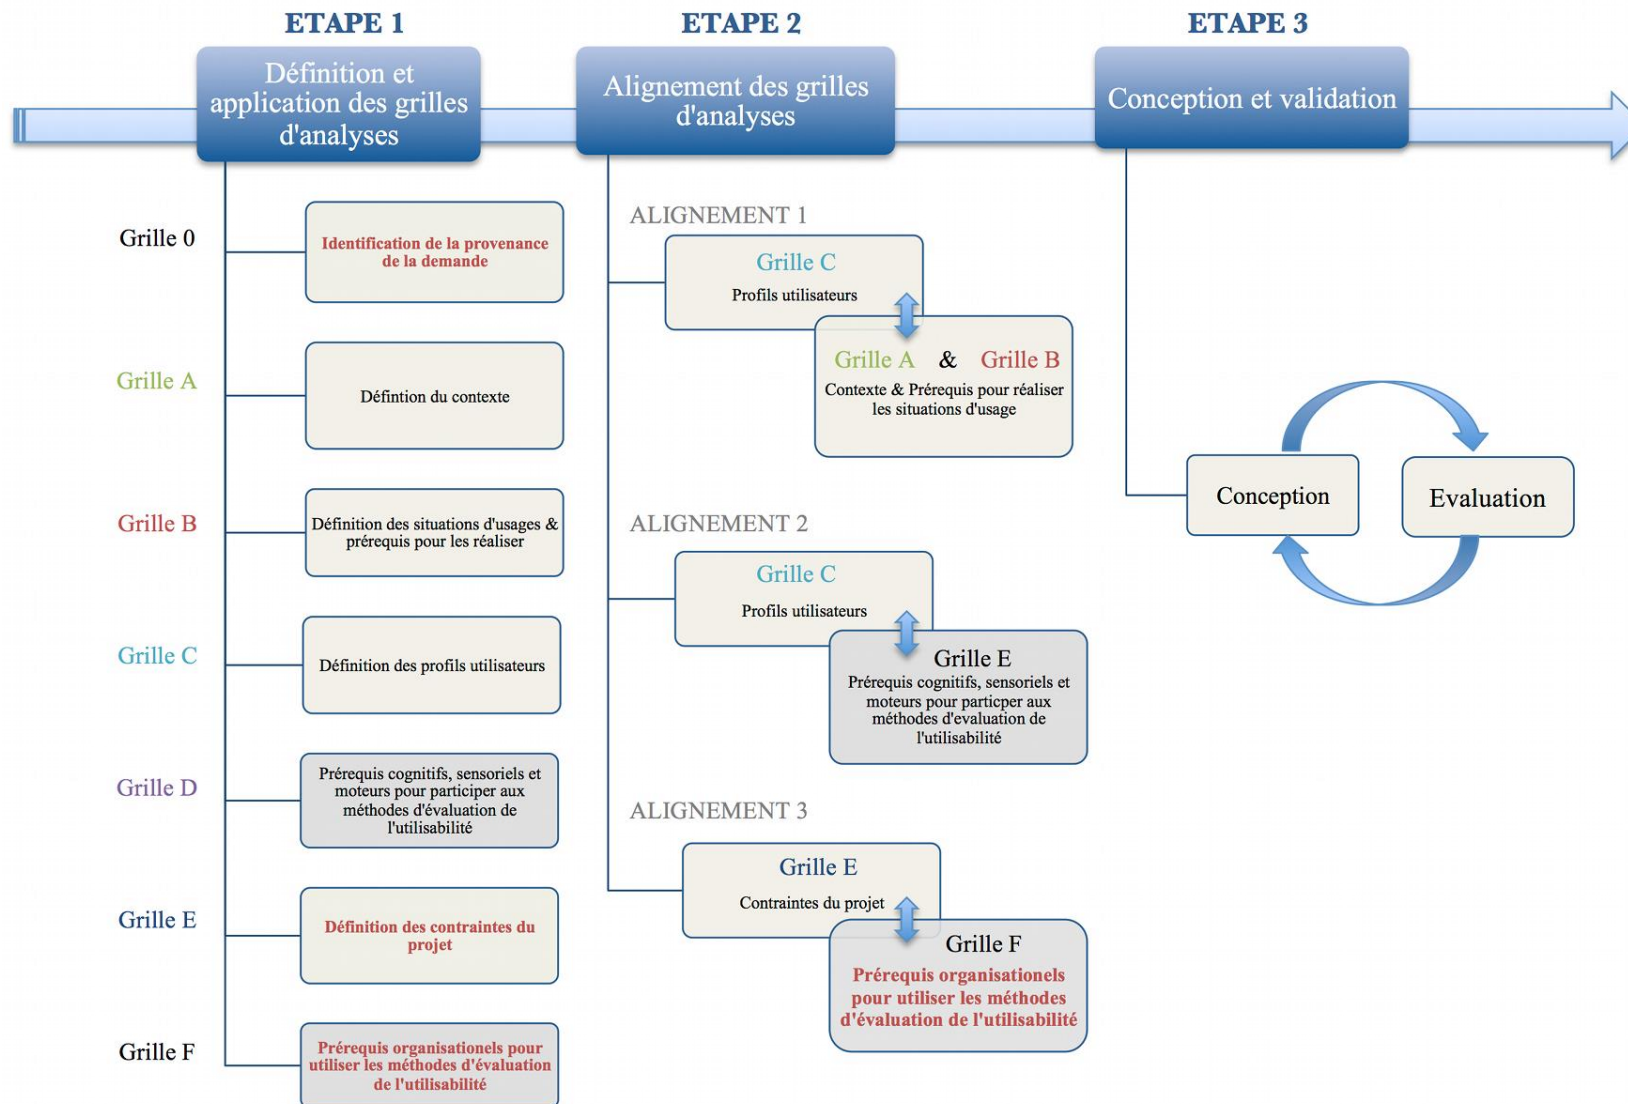 ETAPE 1
Définition et
application des grilles
d'analyses
Grille 0
Identification de la provenance
de la demande
Grille A
Défintion du contexte
Grille B
Définition des situations d'usages &
prérequis pour les réaliser
Grille C
Définition des profils utilisateurs
Grille D
Prérequis cognitifs, sensoriels et
moteurs pour participer aux
méthodes d'évaluation de
l'utilisabilité
Grille E
Définition des contraintes du
projet
Grille F
Prérequis organisationels pour
utiliser les méthodes d'évaluation
de l'utilisabilité
ETAPE 2
Alignement des grilles
d'analyses
ALIGNEMENT 1
Grille C
Profils utilisateurs
Grille A & Grille B
Contexte & Prérequis pour réaliser
les situations d'usage
ALIGNEMENT 2
Grille C
Profils utilisateurs
Grille E
Prérequis cognitifs, sensoriels et
moteurs pour particper aux
méthodes d'evaluation de
l'utilisabilité
ALIGNEMENT 3
Grille E
Contraintes du projet
Grille F
Prérequis organisationels
pour utiliser les méthodes
d'évaluation de l'utilisabilité
ETAPE 3
Conception et validation
Conception
Evaluation